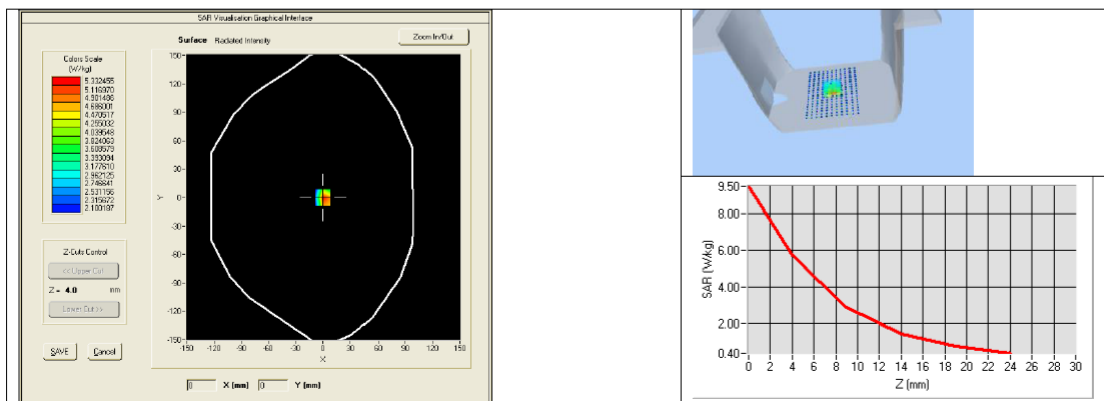 SAR Visualisation Graphical Interface
Surface Radiated Intensity
Zoom In/Out
Colors Scale
(W/kg)
5.332455
5.116970
4.901486
4.686001
4.470517
4.255032
4.039548
3.824063
3.608579
3.393094
3.177610
2.962125
2.746641
2.531156
2.315672
2.100187
Z-Cuts Control
<< Upper Cut
Z = 4.0 mm
Lower Cut >>
SAVE Cancel
150
120
90
60
30
0
-30
-60
-90
-120
-150
Y
-150 -120 -90 -60 -30 0 30 60 90 120 150
X
0 X (mm) 0 Y (mm)
9.50
8.00
6.00
4.00
2.00
0.40
SAR (W/kg)
0 2 4 6 8 10 12 14 16 18 20 22 24 26 28 30
Z (mm)